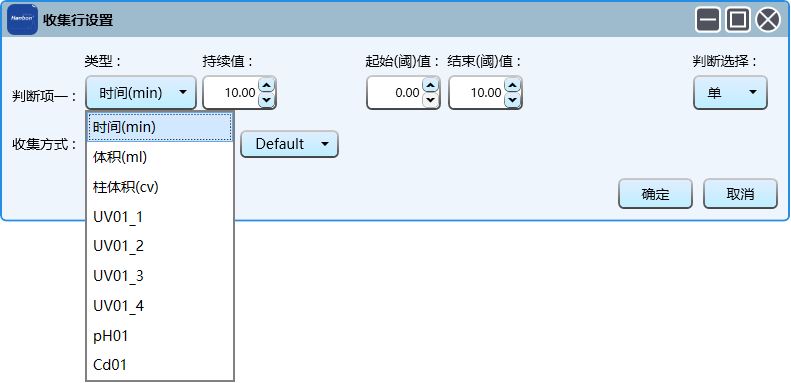 Hanbon
收集行设置
类型： 持续值： 起始(阈)值： 结束(阈)值： 判断选择：
判断项一： 时间(min) 10.00 0.00 10.00 单
时间(min)
收集方式： 体积(ml) Default
柱体积(cv)
UV01_1
确定 取消
UV01_2
UV01_3
UV01_4
pH01
Cd01